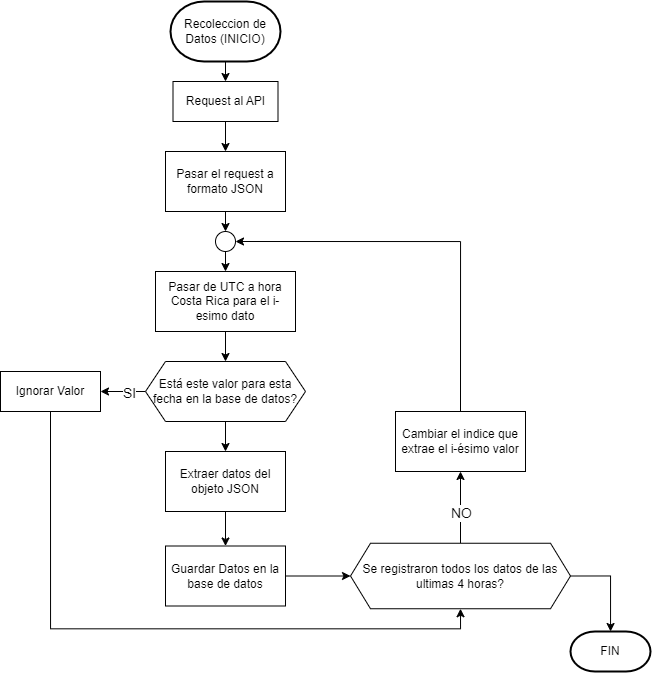 Recoleccion de
Datos (INICIO)
Request al API
Pasar el request a
formato JSON
Pasar de UTC a hora
Costa Rica para el i-
esimo dato
Está este valor para esta
fecha en la base de datos?
SI
Ignorar Valor
Extraer datos del
objeto JSON
Guardar Datos en la
base de datos
Cambiar el indice que
extrae el i-ésimo valor
NO
Se registraron todos los datos de las
ultimas 4 horas?
FIN